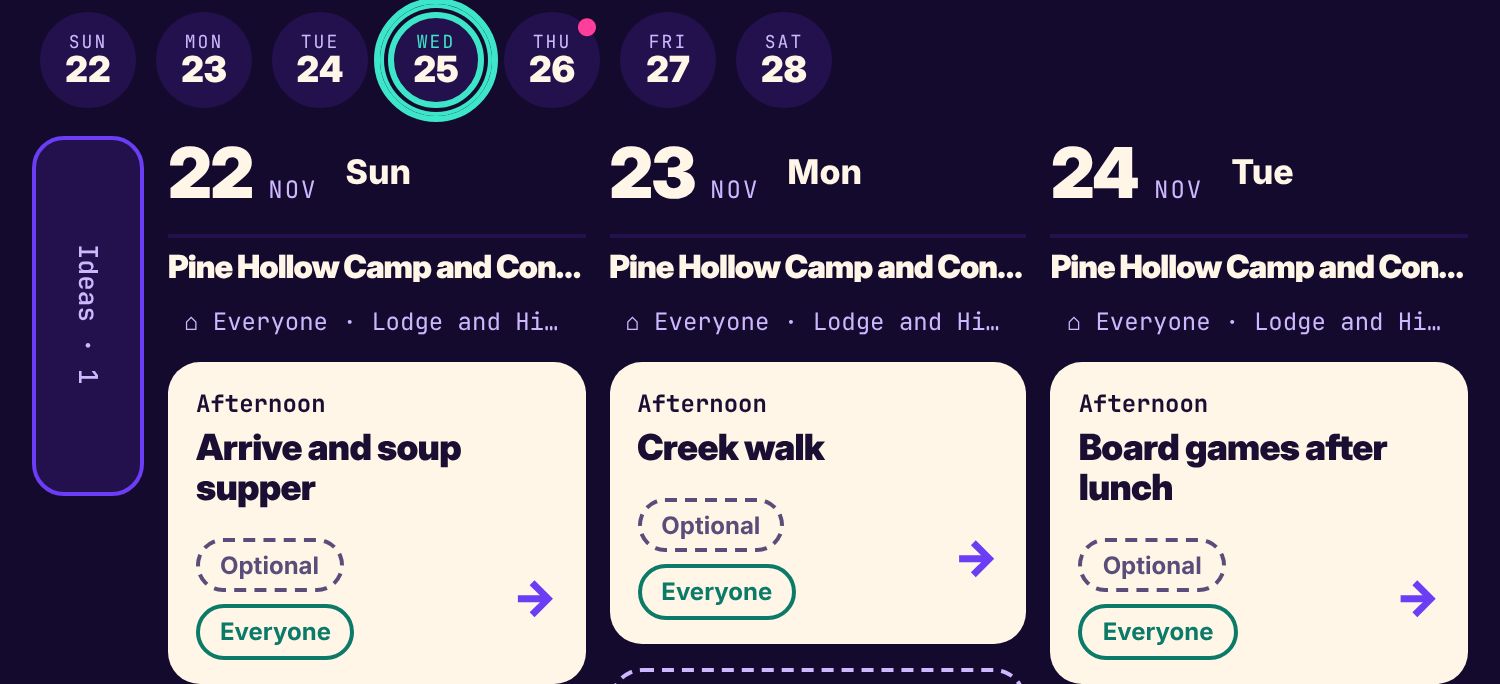 SUN
22
MON
23
TUE
24
WED
25
THU
26
FRI
27
SAT
28
Ideas · 1
22 NOV Sun
Pine Hollow Camp and Con…
⌂ Everyone · Lodge and Hi…
Afternoon
Arrive and soup
supper
Optional
Everyone
→
23 NOV Mon
Pine Hollow Camp and Con…
⌂ Everyone · Lodge and Hi…
Afternoon
Creek walk
Optional
Everyone
→
24 NOV Tue
Pine Hollow Camp and Con…
⌂ Everyone · Lodge and Hi…
Afternoon
Board games after
lunch
Optional
Everyone
→